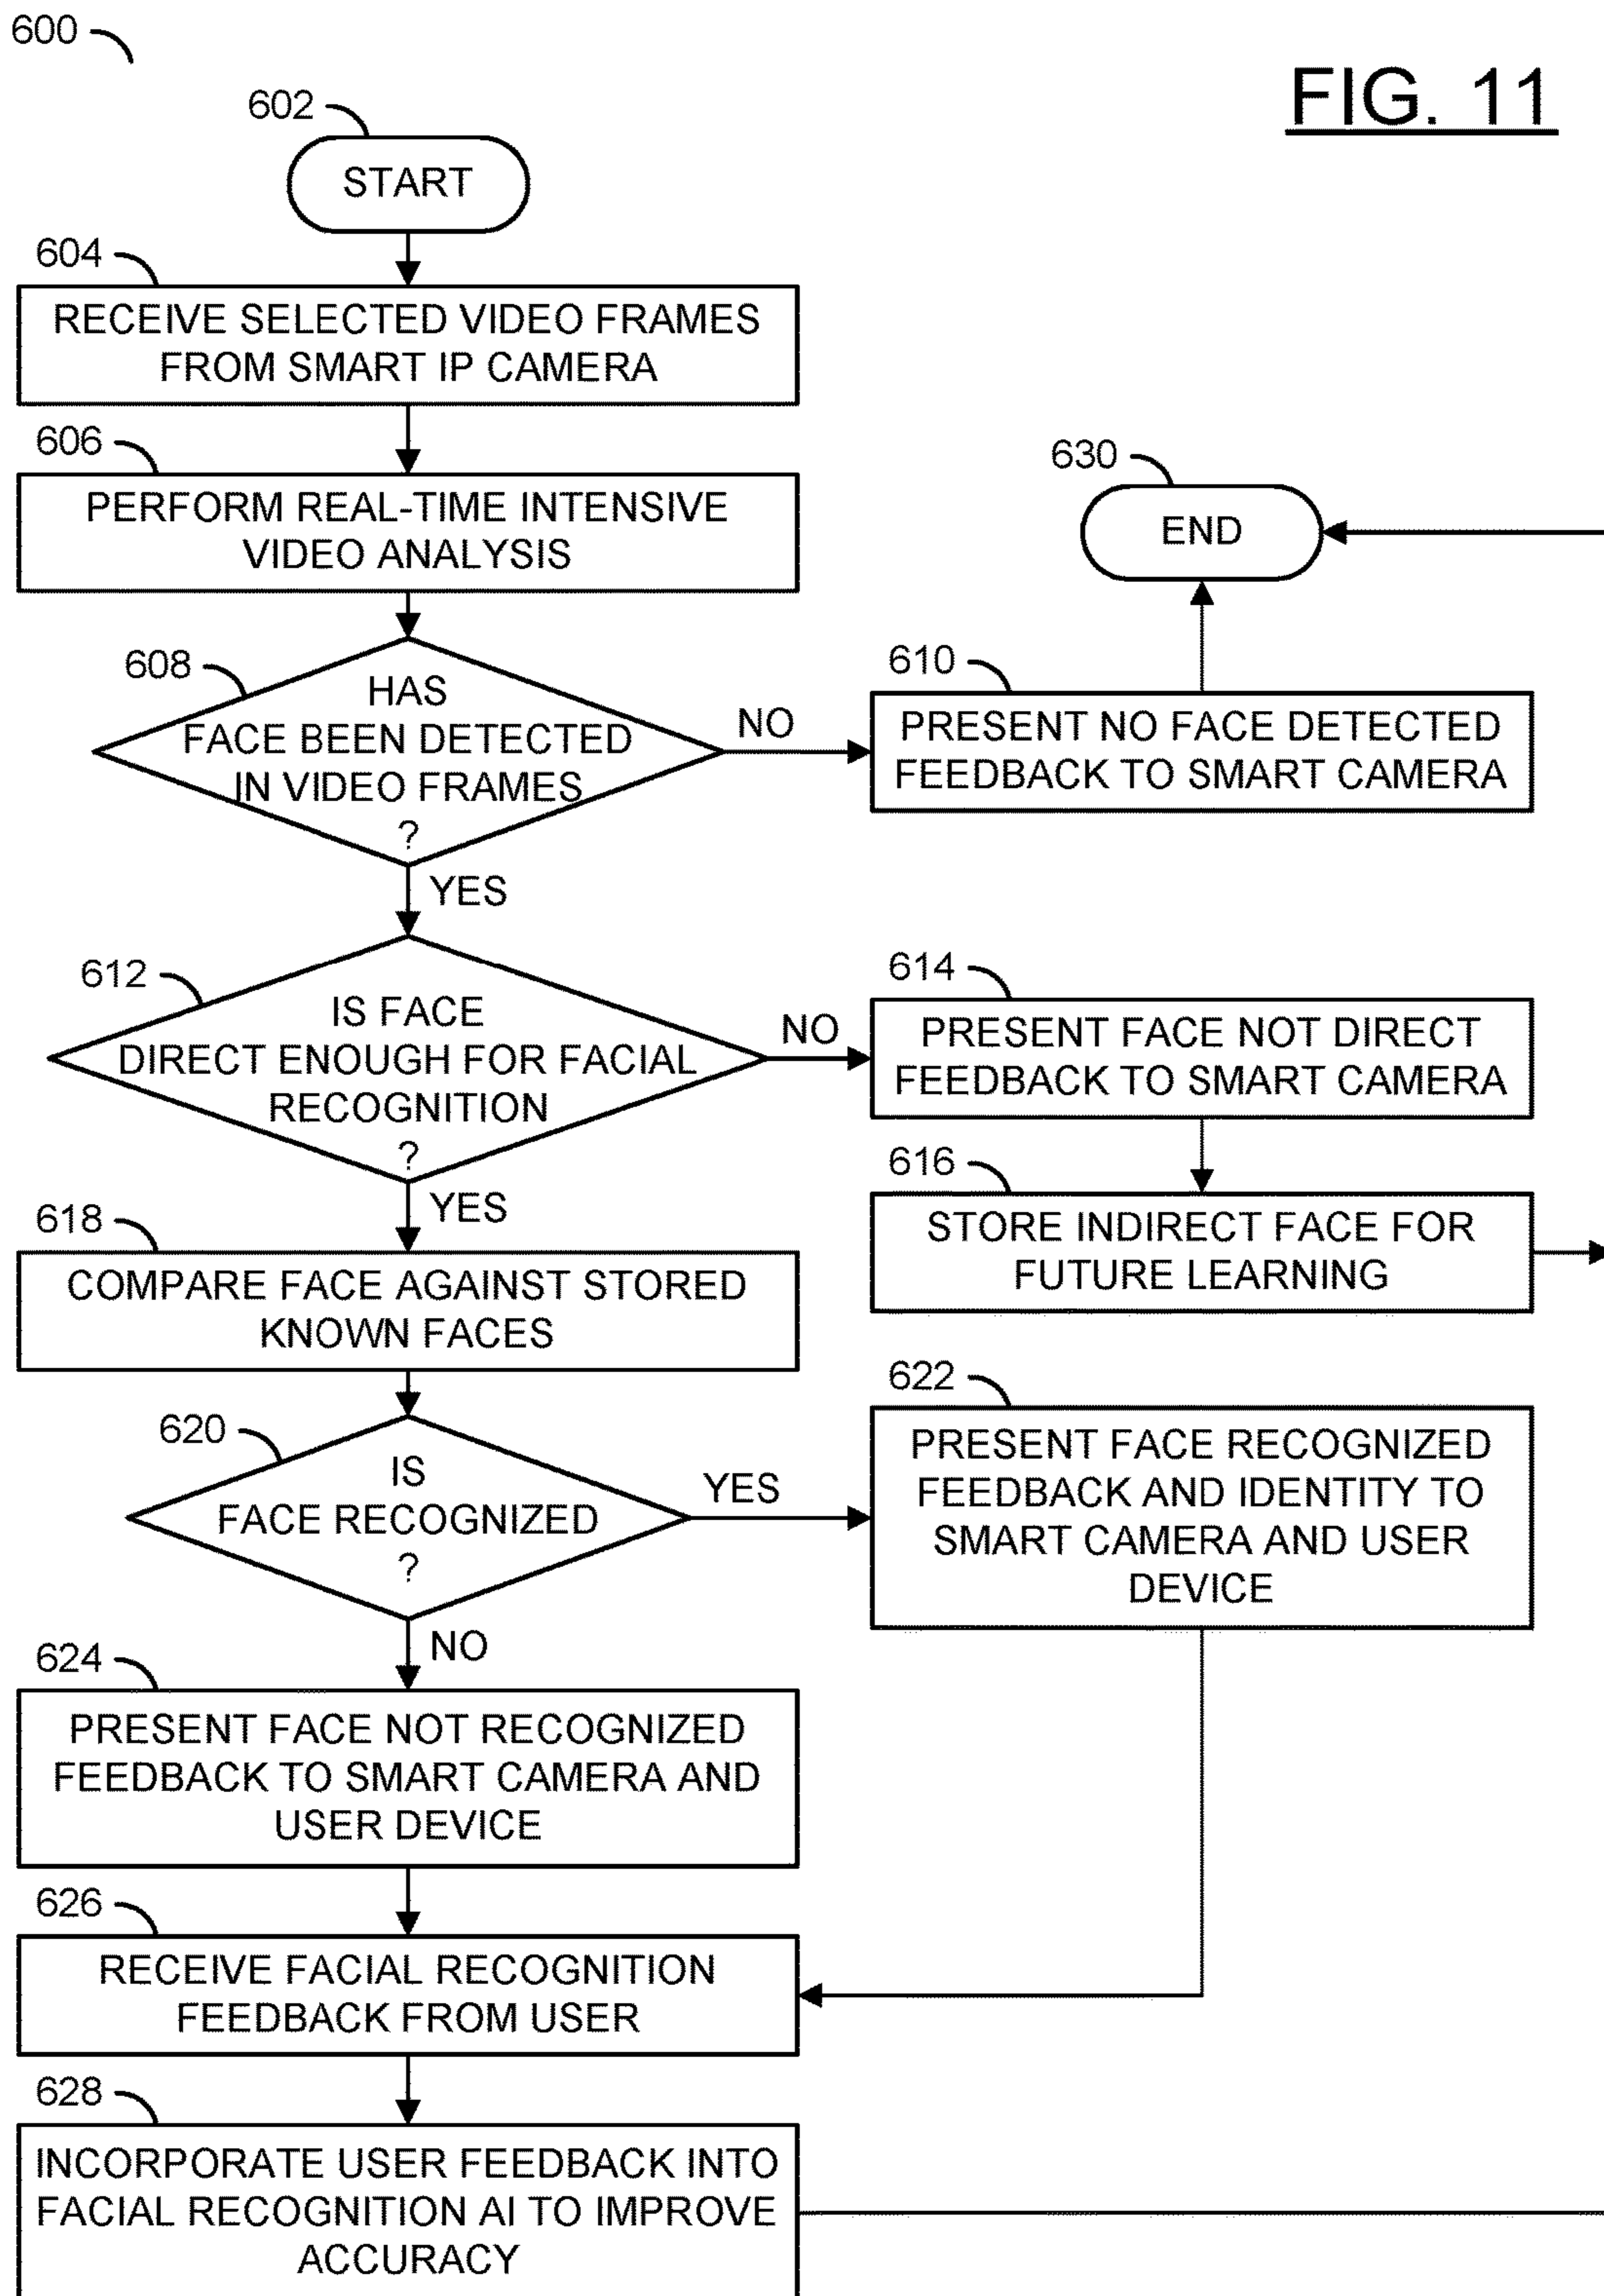 600
FIG. 11
602
START
604
RECEIVE SELECTED VIDEO FRAMES
FROM SMART IP CAMERA
606
PERFORM REAL-TIME INTENSIVE
VIDEO ANALYSIS
630
END
608
HAS
FACE BEEN DETECTED
IN VIDEO FRAMES
?
NO
610
PRESENT NO FACE DETECTED
FEEDBACK TO SMART CAMERA
YES
612
IS FACE
DIRECT ENOUGH FOR FACIAL
RECOGNITION
?
NO
614
PRESENT FACE NOT DIRECT
FEEDBACK TO SMART CAMERA
616
STORE INDIRECT FACE FOR
FUTURE LEARNING
YES
618
COMPARE FACE AGAINST STORED
KNOWN FACES
620
IS
FACE RECOGNIZED
?
YES
622
PRESENT FACE RECOGNIZED
FEEDBACK AND IDENTITY TO
SMART CAMERA AND USER
DEVICE
NO
624
PRESENT FACE NOT RECOGNIZED
FEEDBACK TO SMART CAMERA AND
USER DEVICE
626
RECEIVE FACIAL RECOGNITION
FEEDBACK FROM USER
628
INCORPORATE USER FEEDBACK INTO
FACIAL RECOGNITION AI TO IMPROVE
ACCURACY